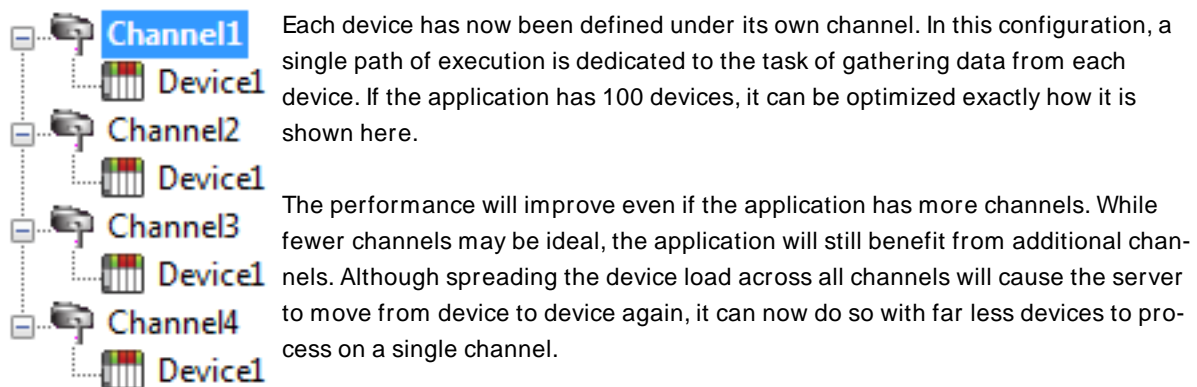 Channel1
Device1
Channel2
Device1
Channel3
Device1
Channel4
Device1
Each device has now been defined under its own channel. In this configuration, a
single path of execution is dedicated to the task of gathering data from each
device. If the application has 100 devices, it can be optimized exactly how it is
shown here.
The performance will improve even if the application has more channels. While
fewer channels may be ideal, the application will still benefit from additional chan-
nels. Although spreading the device load across all channels will cause the server
to move from device to device again, it can now do so with far less devices to pro-
cess on a single channel.